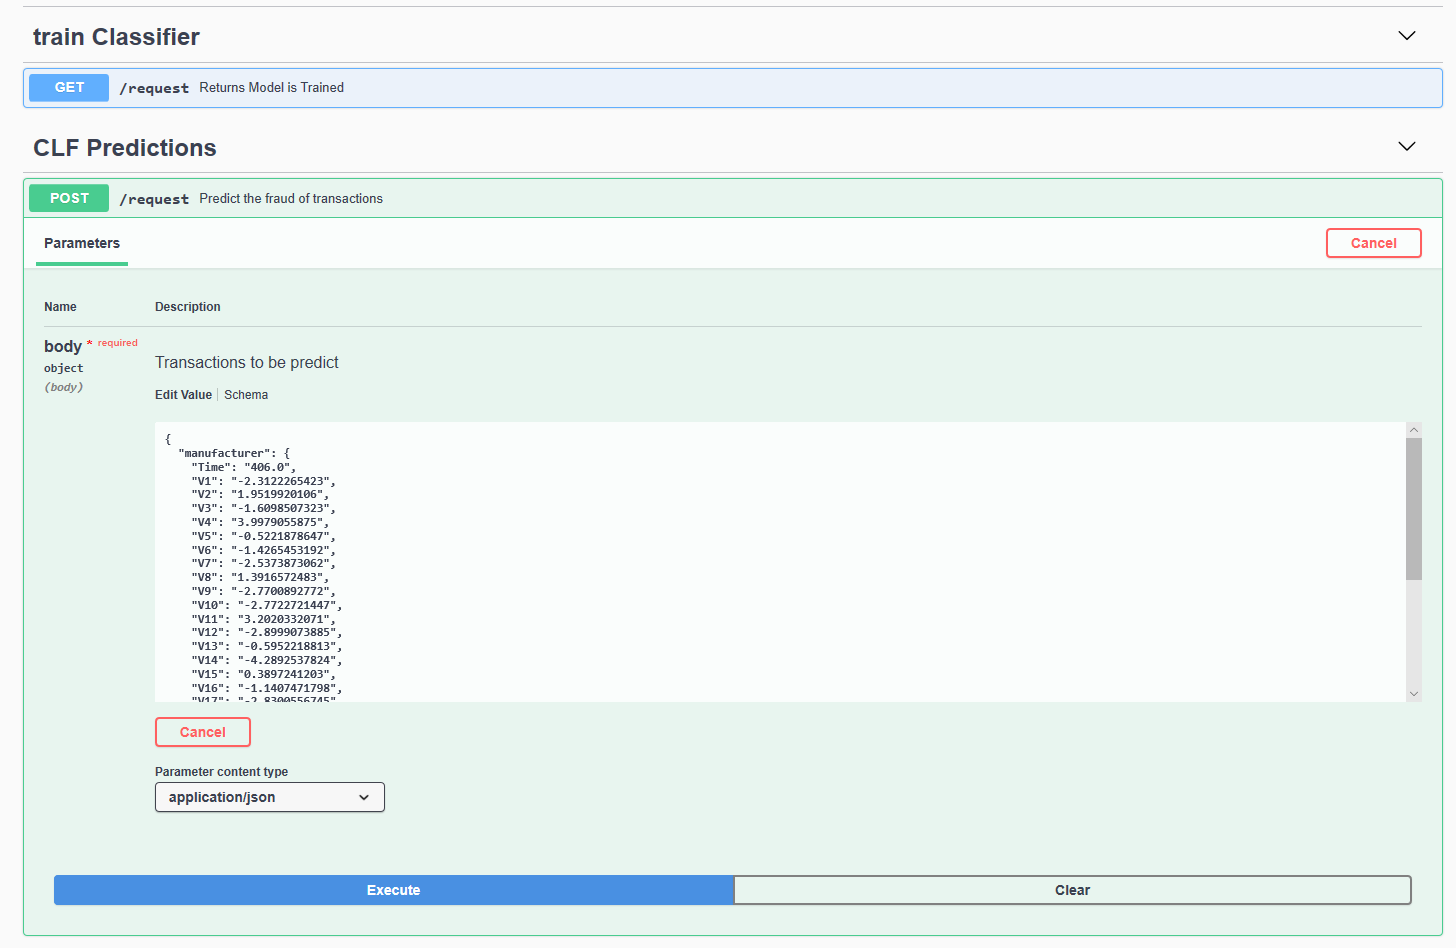 train Classifier
GET /request Returns Model is Trained
CLF Predictions
POST /request Predict the fraud of transactions
Parameters Cancel
Name Description
body * required
object
(body)
Transactions to be predict
Edit Value | Schema
{
"manufacturer": {
"Time": "406.0",
"V1": "-2.3122265423",
"V2": "1.9519920106",
"V3": "-1.6098507323",
"V4": "3.9979055875",
"V5": "-0.5221878647",
"V6": "-1.4265453192",
"V7": "-2.5373873062",
"V8": "1.3916572483",
"V9": "-2.7700892772",
"V10": "-2.7722721447",
"V11": "3.2020332071",
"V12": "-2.8999073885",
"V13": "-0.5952218813",
"V14": "-4.2892537824",
"V15": "0.3897241203",
"V16": "-1.1407471798",
"V17": "-2.8300556745"
Cancel
Parameter content type
application/json
Execute Clear